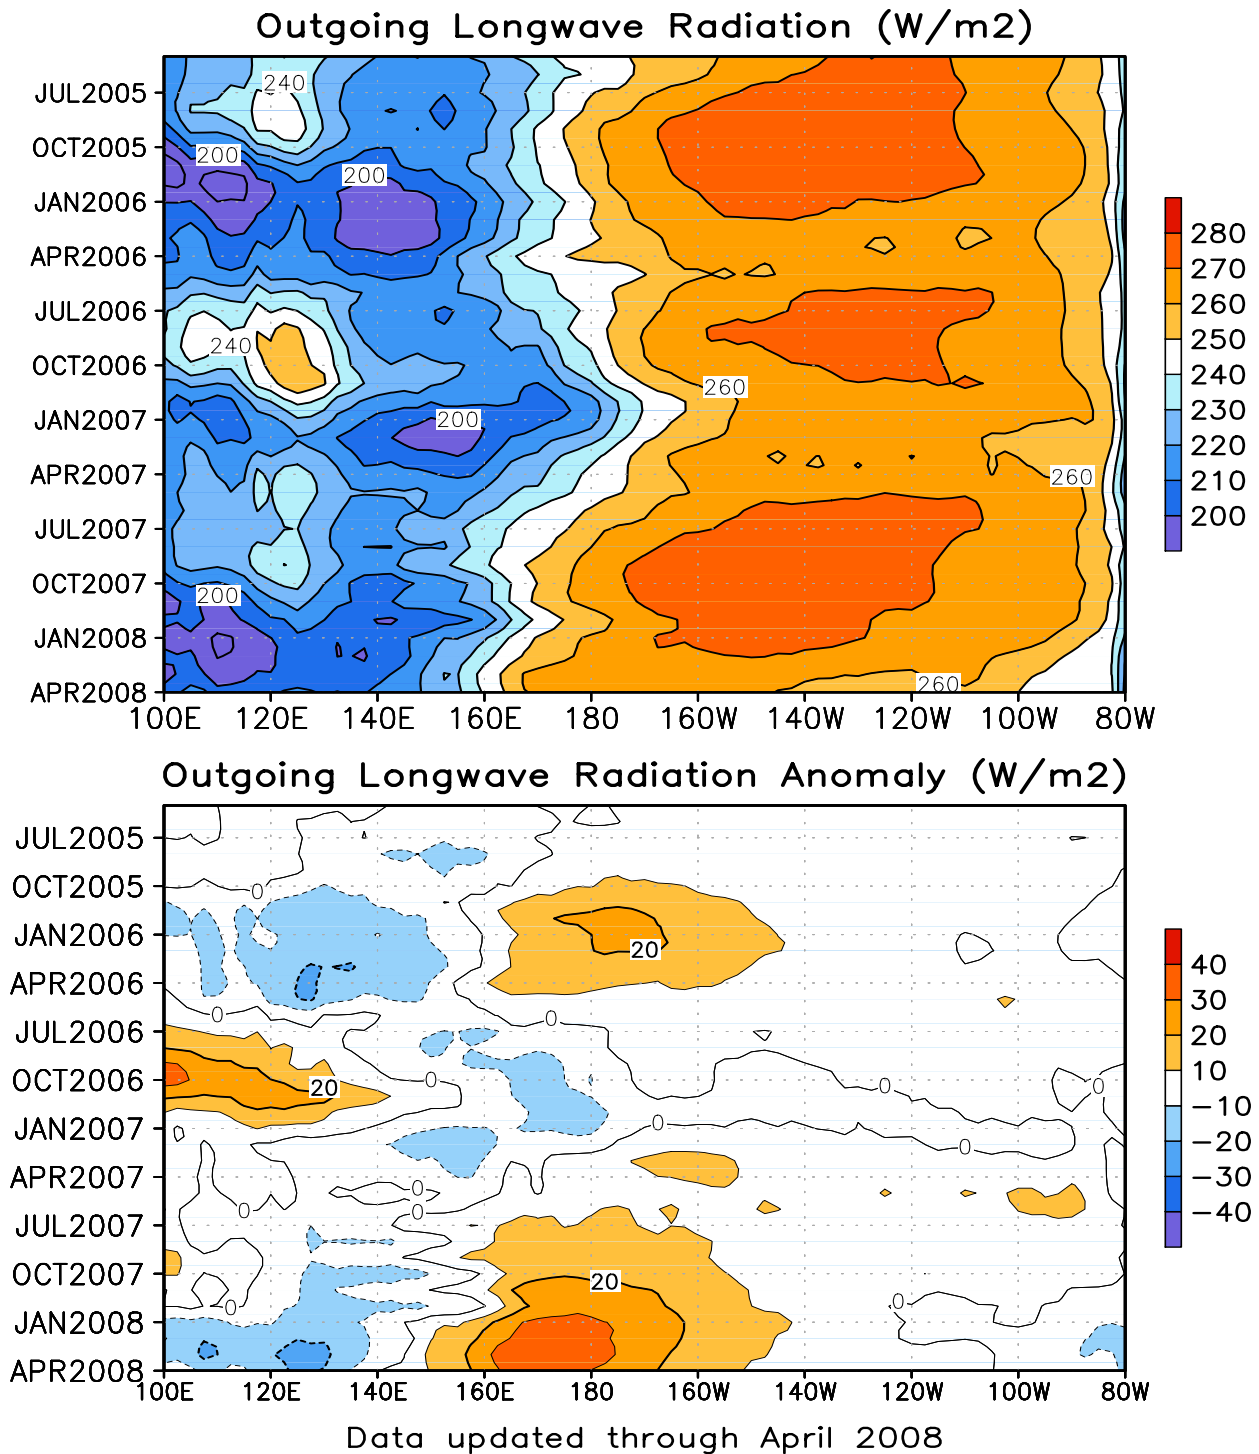 Outgoing Longwave Radiation (W/m2)
JUL2005
OCT2005
JAN2006
APR2006
JUL2006
OCT2006
JAN2007
APR2007
JUL2007
OCT2007
JAN2008
APR2008
240
200
200
240
260
200
260
200
260
100E 120E 140E 160E 180 160W 140W 120W 100W 80W
280
270
260
250
240
230
220
210
200
Outgoing Longwave Radiation Anomaly (W/m2)
JUL2005
OCT2005
JAN2006
APR2006
JUL2006
OCT2006
JAN2007
APR2007
JUL2007
OCT2007
JAN2008
APR2008
0
20
0
0
20
0
0
0
0
0
0
0
0
20
0
0
100E 120E 140E 160E 180 160W 140W 120W 100W 80W
40
30
20
10
-10
-20
-30
-40
Data updated through April 2008